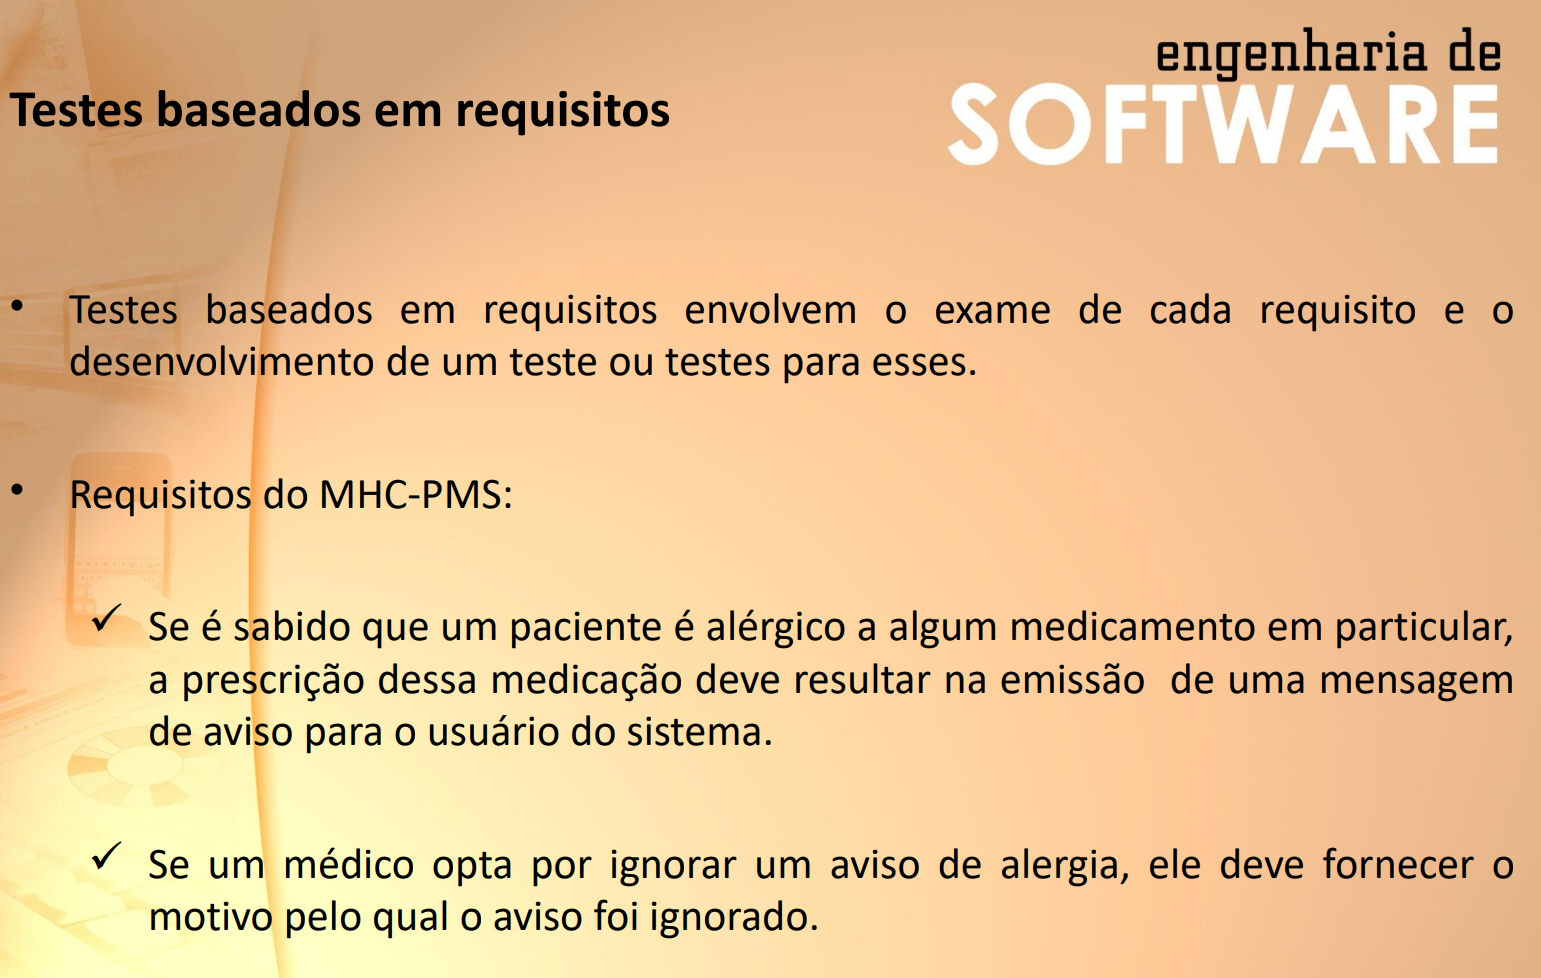 engenharia de
SOFTWARE
Testes baseados em requisitos
• Testes baseados em requisitos envolvem o exame de cada requisito e o
desenvolvimento de um teste ou testes para esses.
• Requisitos do MHC-PMS:
✓ Se é sabido que um paciente é alérgico a algum medicamento em particular,
a prescrição dessa medicação deve resultar na emissão de uma mensagem
de aviso para o usuário do sistema.
✓ Se um médico opta por ignorar um aviso de alergia, ele deve fornecer o
motivo pelo qual o aviso foi ignorado.